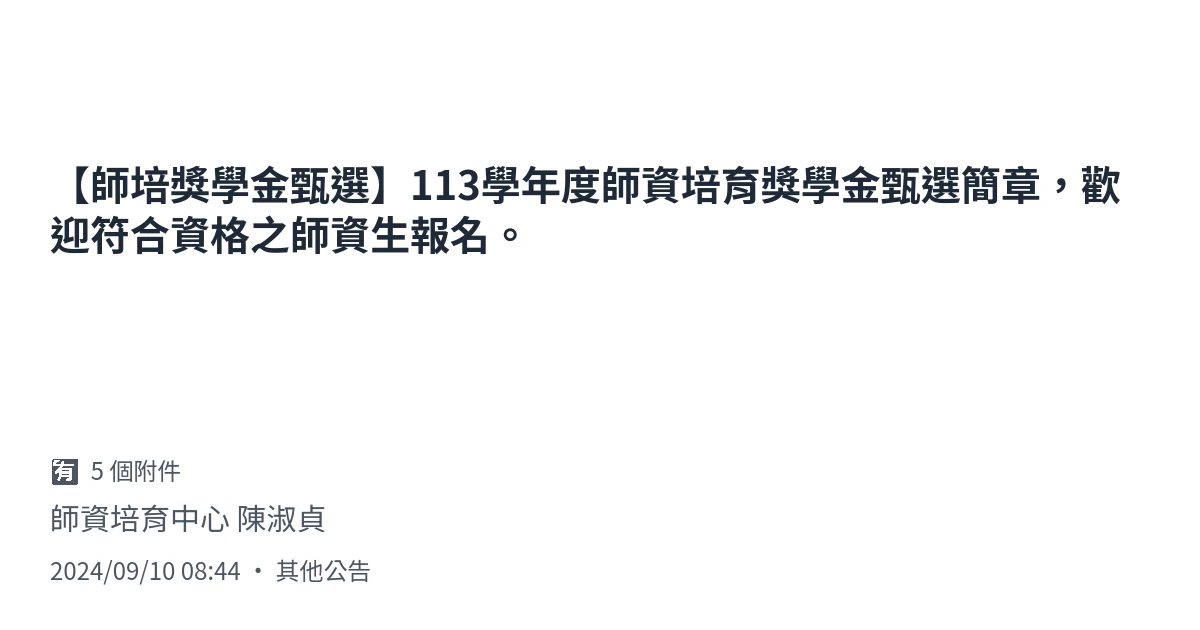 【師培獎學金甄選】113學年度師資培育獎學金甄選簡章，歡
迎符合資格之師資生報名。
有 5 個附件
師資培育中心 陳淑貞
2024/09/10 08:44 ・ 其他公告